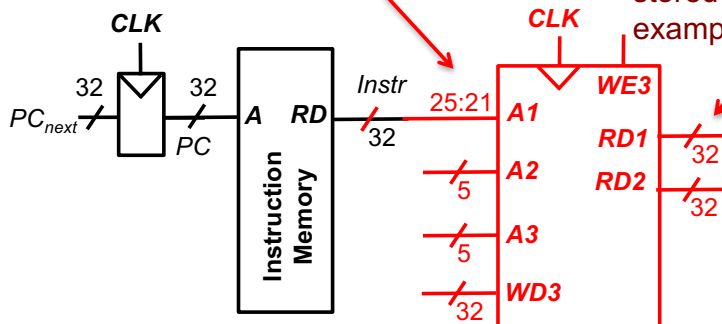 stored
CLK
CLK
examp
32
32
Instr
WE3
PCnext
PC
A
RD
32
25:21
A1
RD1
32
A2
5
RD2
32
A3
5
Instruction
Memory
WD3
32